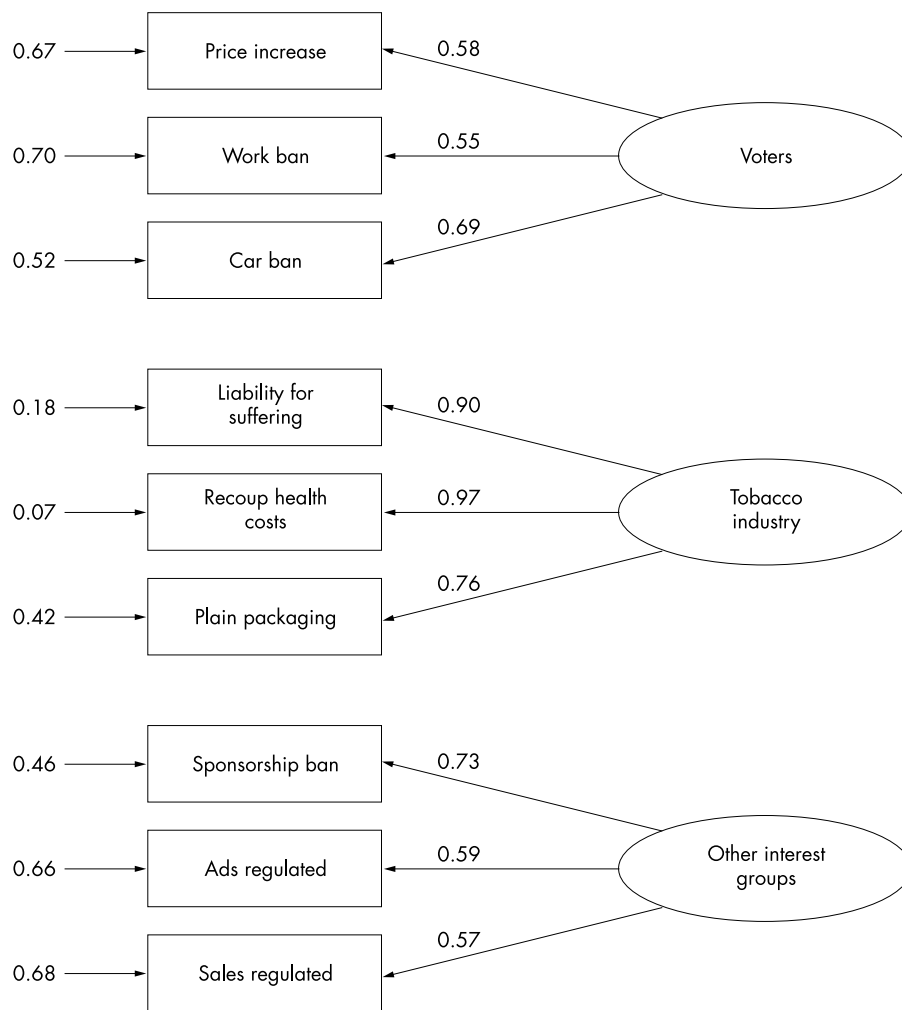 0.67
Price increase
0.58
0.70
Work ban
0.55
Voters
0.52
Car ban
0.69
0.18
Liability for
suffering
0.90
0.07
Recoup health
costs
0.97
Tobacco
industry
0.42
Plain packaging
0.76
0.46
Sponsorship ban
0.73
0.66
Ads regulated
0.59
Other interest
groups
0.68
Sales regulated
0.57